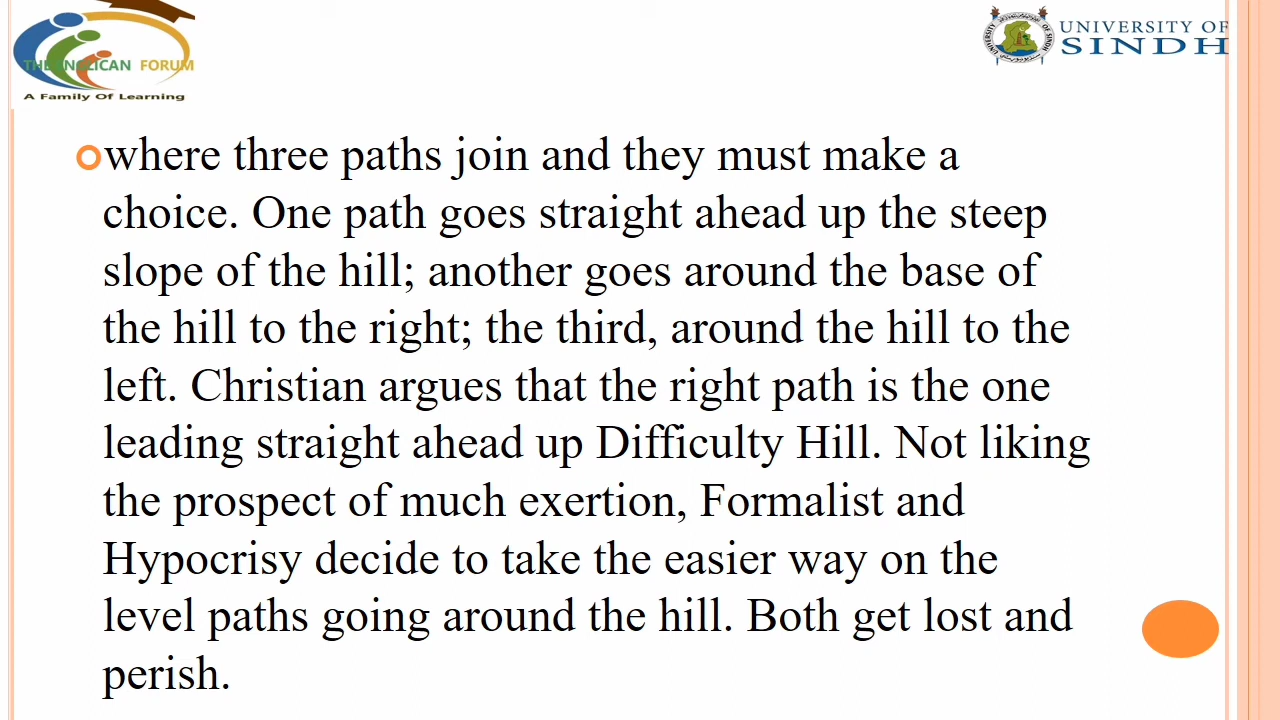 THE ANGLICAN FORUM
A Family Of Learning
UNIVERSITY OF
SINDH
where three paths join and they must make a
choice. One path goes straight ahead up the steep
slope of the hill; another goes around the base of
the hill to the right; the third, around the hill to the
left. Christian argues that the right path is the one
leading straight ahead up Difficulty Hill. Not liking
the prospect of much exertion, Formalist and
Hypocrisy decide to take the easier way on the
level paths going around the hill. Both get lost and
perish.